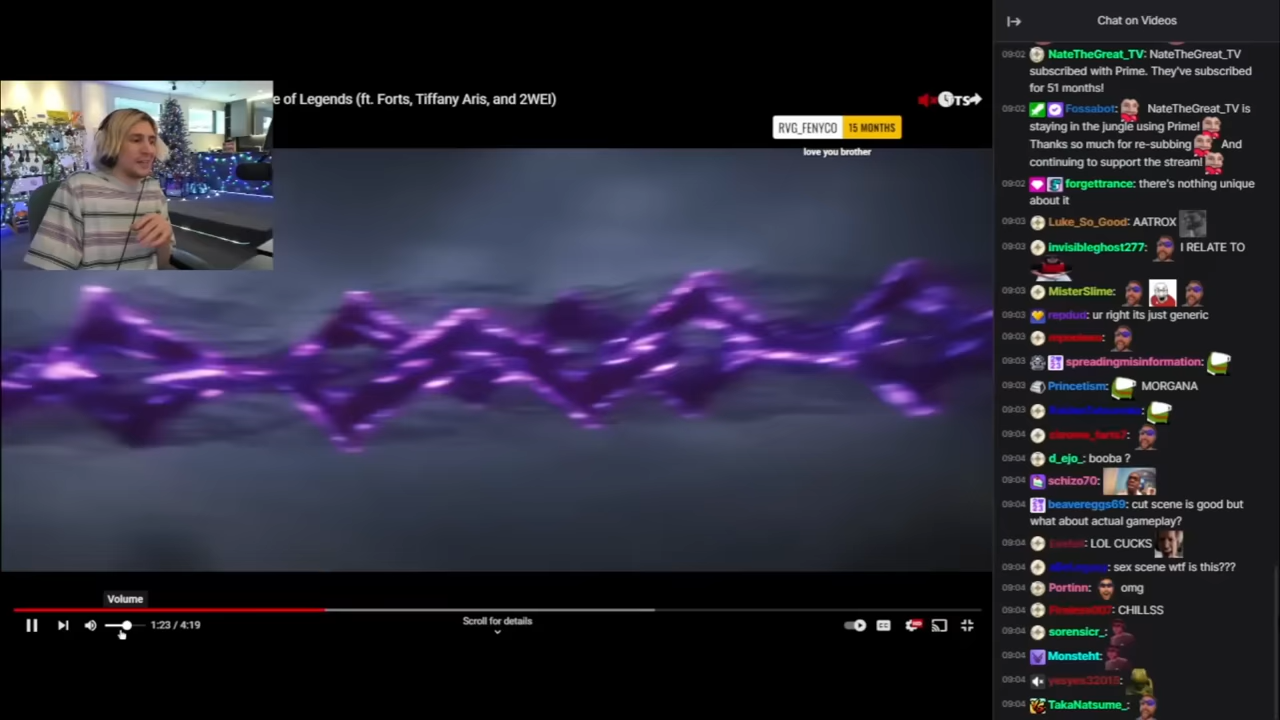 Chat on Videos
09:02 NateTheGreat_TV: NateTheGreat_TV
subscribed with Prime. They've subscribed
for 51 months!
09:02 Fossabot: NateTheGreat_TV is
staying in the jungle using Prime!
Thanks so much for re-subbing And
continuing to support the stream!
09:02 forgettrance: there's nothing unique
about it
09:03 Luke_So_Good: AATROX
09:03 invisibleghost277: I RELATE TO
09:03 MisterSlime:
09:03 repdud: ur right its just generic
09:03
09:03 spreadingmisinformation:
09:03 Princetism: MORGANA
09:03
09:04
09:04 d_ejo_: booba ?
09:04 schizo70:
09:04 beavereggs69: cut scene is good but
what about actual gameplay?
09:04 LOL CUCKS
09:04 sex scene wtf is this???
09:04 Portinn: omg
09:04 CHILLSS
09:04 sorensicr_:
09:04 Monsteht:
09:04
09:04 TakaNatsume_:
e of Legends (ft. Forts, Tiffany Aris, and 2WEI)
TS
RVG_FENYCO 15 MONTHS
love you brother
Volume
1:23 / 4:19
Scroll for details
CC